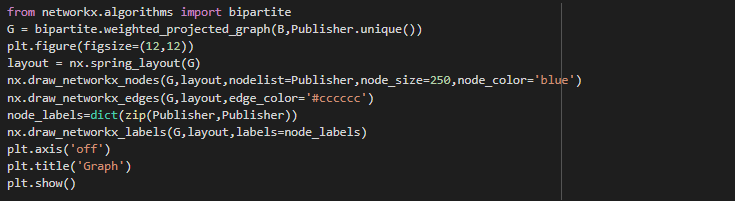 from networkx.algorithms import bipartite
G = bipartite.weighted_projected_graph(B,Publisher.unique())
plt.figure(figsize=(12,12))
layout = nx.spring_layout(G)
nx.draw_networkx_nodes(G,layout,nodelist=Publisher,node_size=250,node_color='blue')
nx.draw_networkx_edges(G,layout,edge_color='#cccccc')
node_labels=dict(zip(Publisher,Publisher))
nx.draw_networkx_labels(G,layout,labels=node_labels)
plt.axis('off')
plt.title('Graph')
plt.show()